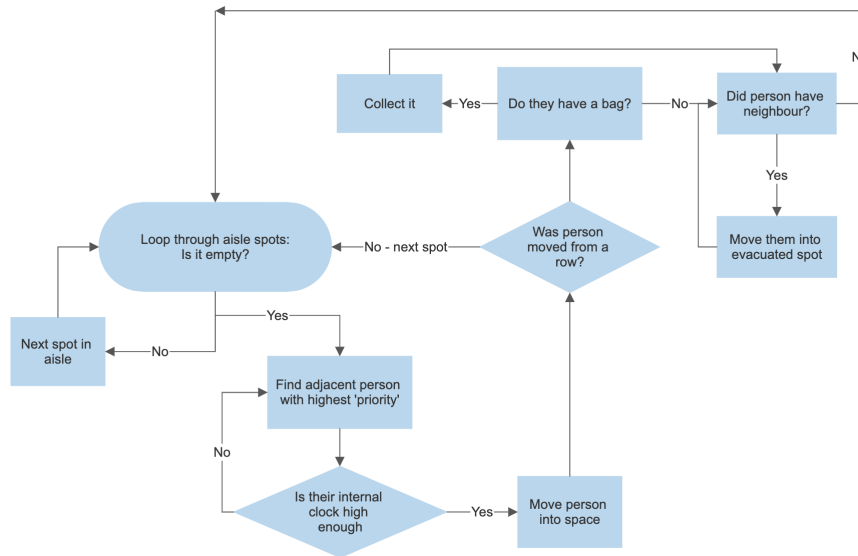 N
Collect it
Yes
Do they have a bag?
No
Did person have
neighbour?
Yes
Loop through aisle spots:
Is it empty?
No - next spot
Was person
moved from a
row?
Move them into
evacuated spot
Next spot in
aisle
No
Yes
Find adjacent person
with highest 'priority'
No
Is their internal
clock high
enough
Yes
Move person
into space